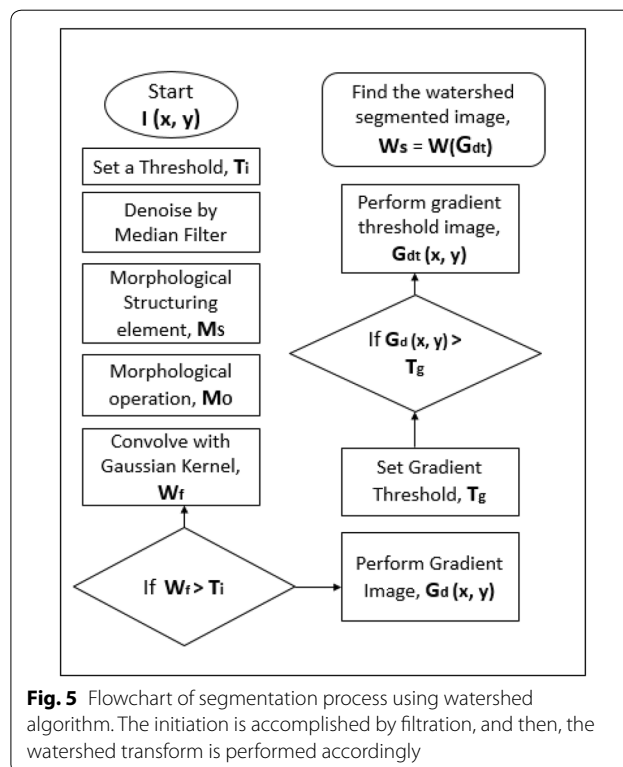 Start
I (x, y)
Set a Threshold, Ti
Denoise by
Median Filter
Morphological
Structuring
element, Ms
Morphological
operation, Mo
Convolve with
Gaussian Kernel,
Wf
If Wf > Ti
Perform Gradient
Image, Gd (x, y)
Set Gradient
Threshold, Tg
If Gd (x, y) >
Tg
Perform gradient
threshold image,
Gdt (x, y)
Find the watershed
segmented image,
Ws = W(Gdt)
Fig. 5 Flowchart of segmentation process using watershed
algorithm. The initiation is accomplished by filtration, and then, the
watershed transform is performed accordingly